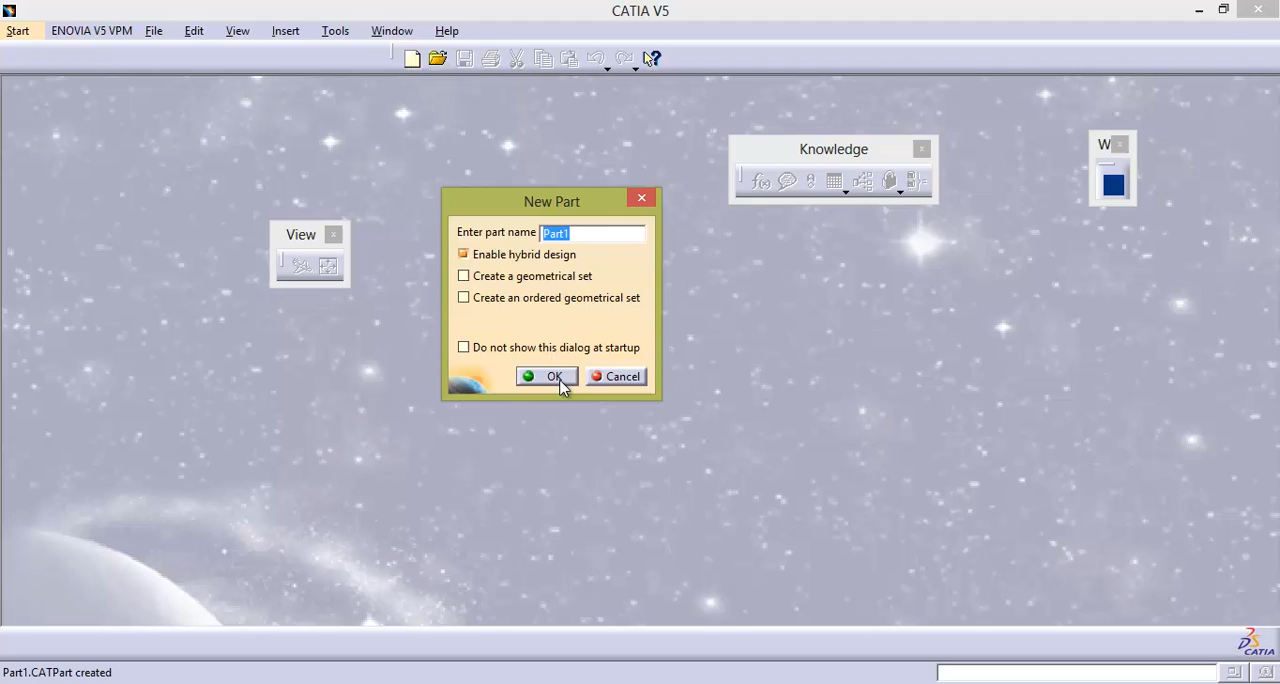 CATIA V5
Start ENOVIA V5 VPM File Edit View Insert Tools Window Help
W
Knowledge
f(x)
New Part
View
Enter part name Part1
Enable hybrid design
Create a geometrical set
Create an ordered geometrical set
Do not show this dialog at startup
OK Cancel
CATIA
Part1.CATPart created